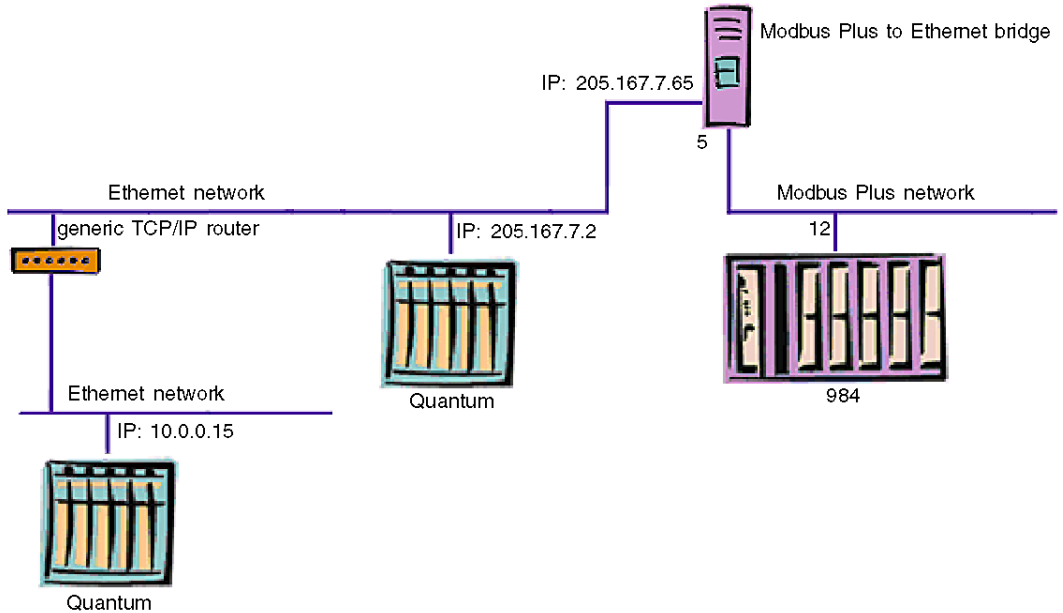 Modbus Plus to Ethernet bridge
IP: 205.167.7.65
5
Ethernet network
Modbus Plus network
generic TCP/IP router
IP: 205.167.7.2
12
Ethernet network
Quantum
984
IP: 10.0.0.15
Quantum